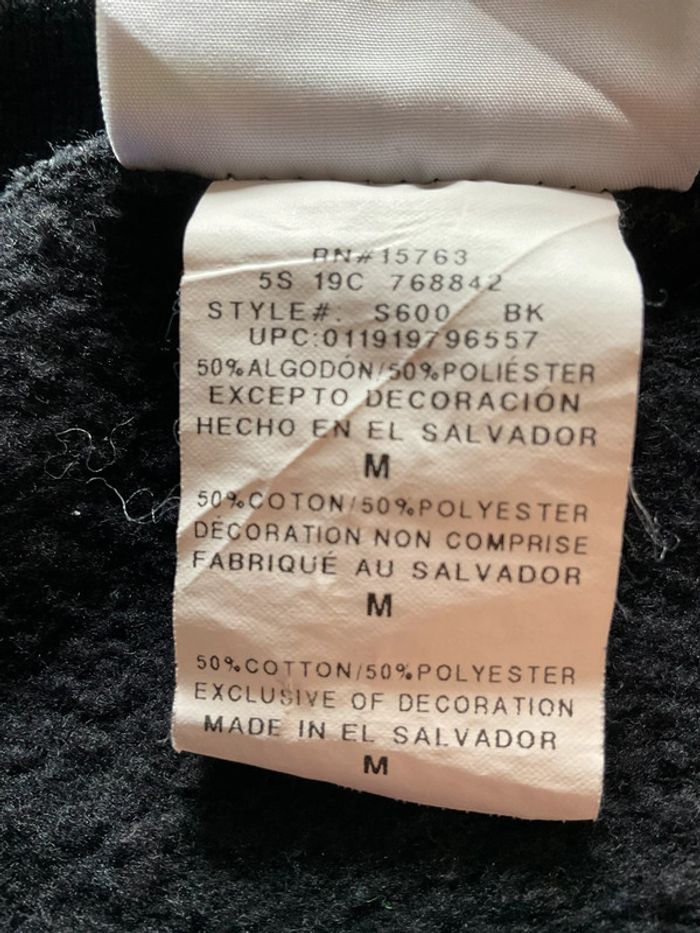 RN#15763
5S 19C 768842
STYLE#: S600 BK
UPC:011919796557
50%ALGODÓN/50%POLIÉSTER
EXCEPTO DECORACIÓN
HECHO EN EL SALVADOR
M
50%COTON/50%POLYESTER
DÉCORATION NON COMPRISE
FABRIQUÉ AU SALVADOR
M
50%COTTON/50%POLYESTER
EXCLUSIVE OF DECORATION
MADE IN EL SALVADOR
M